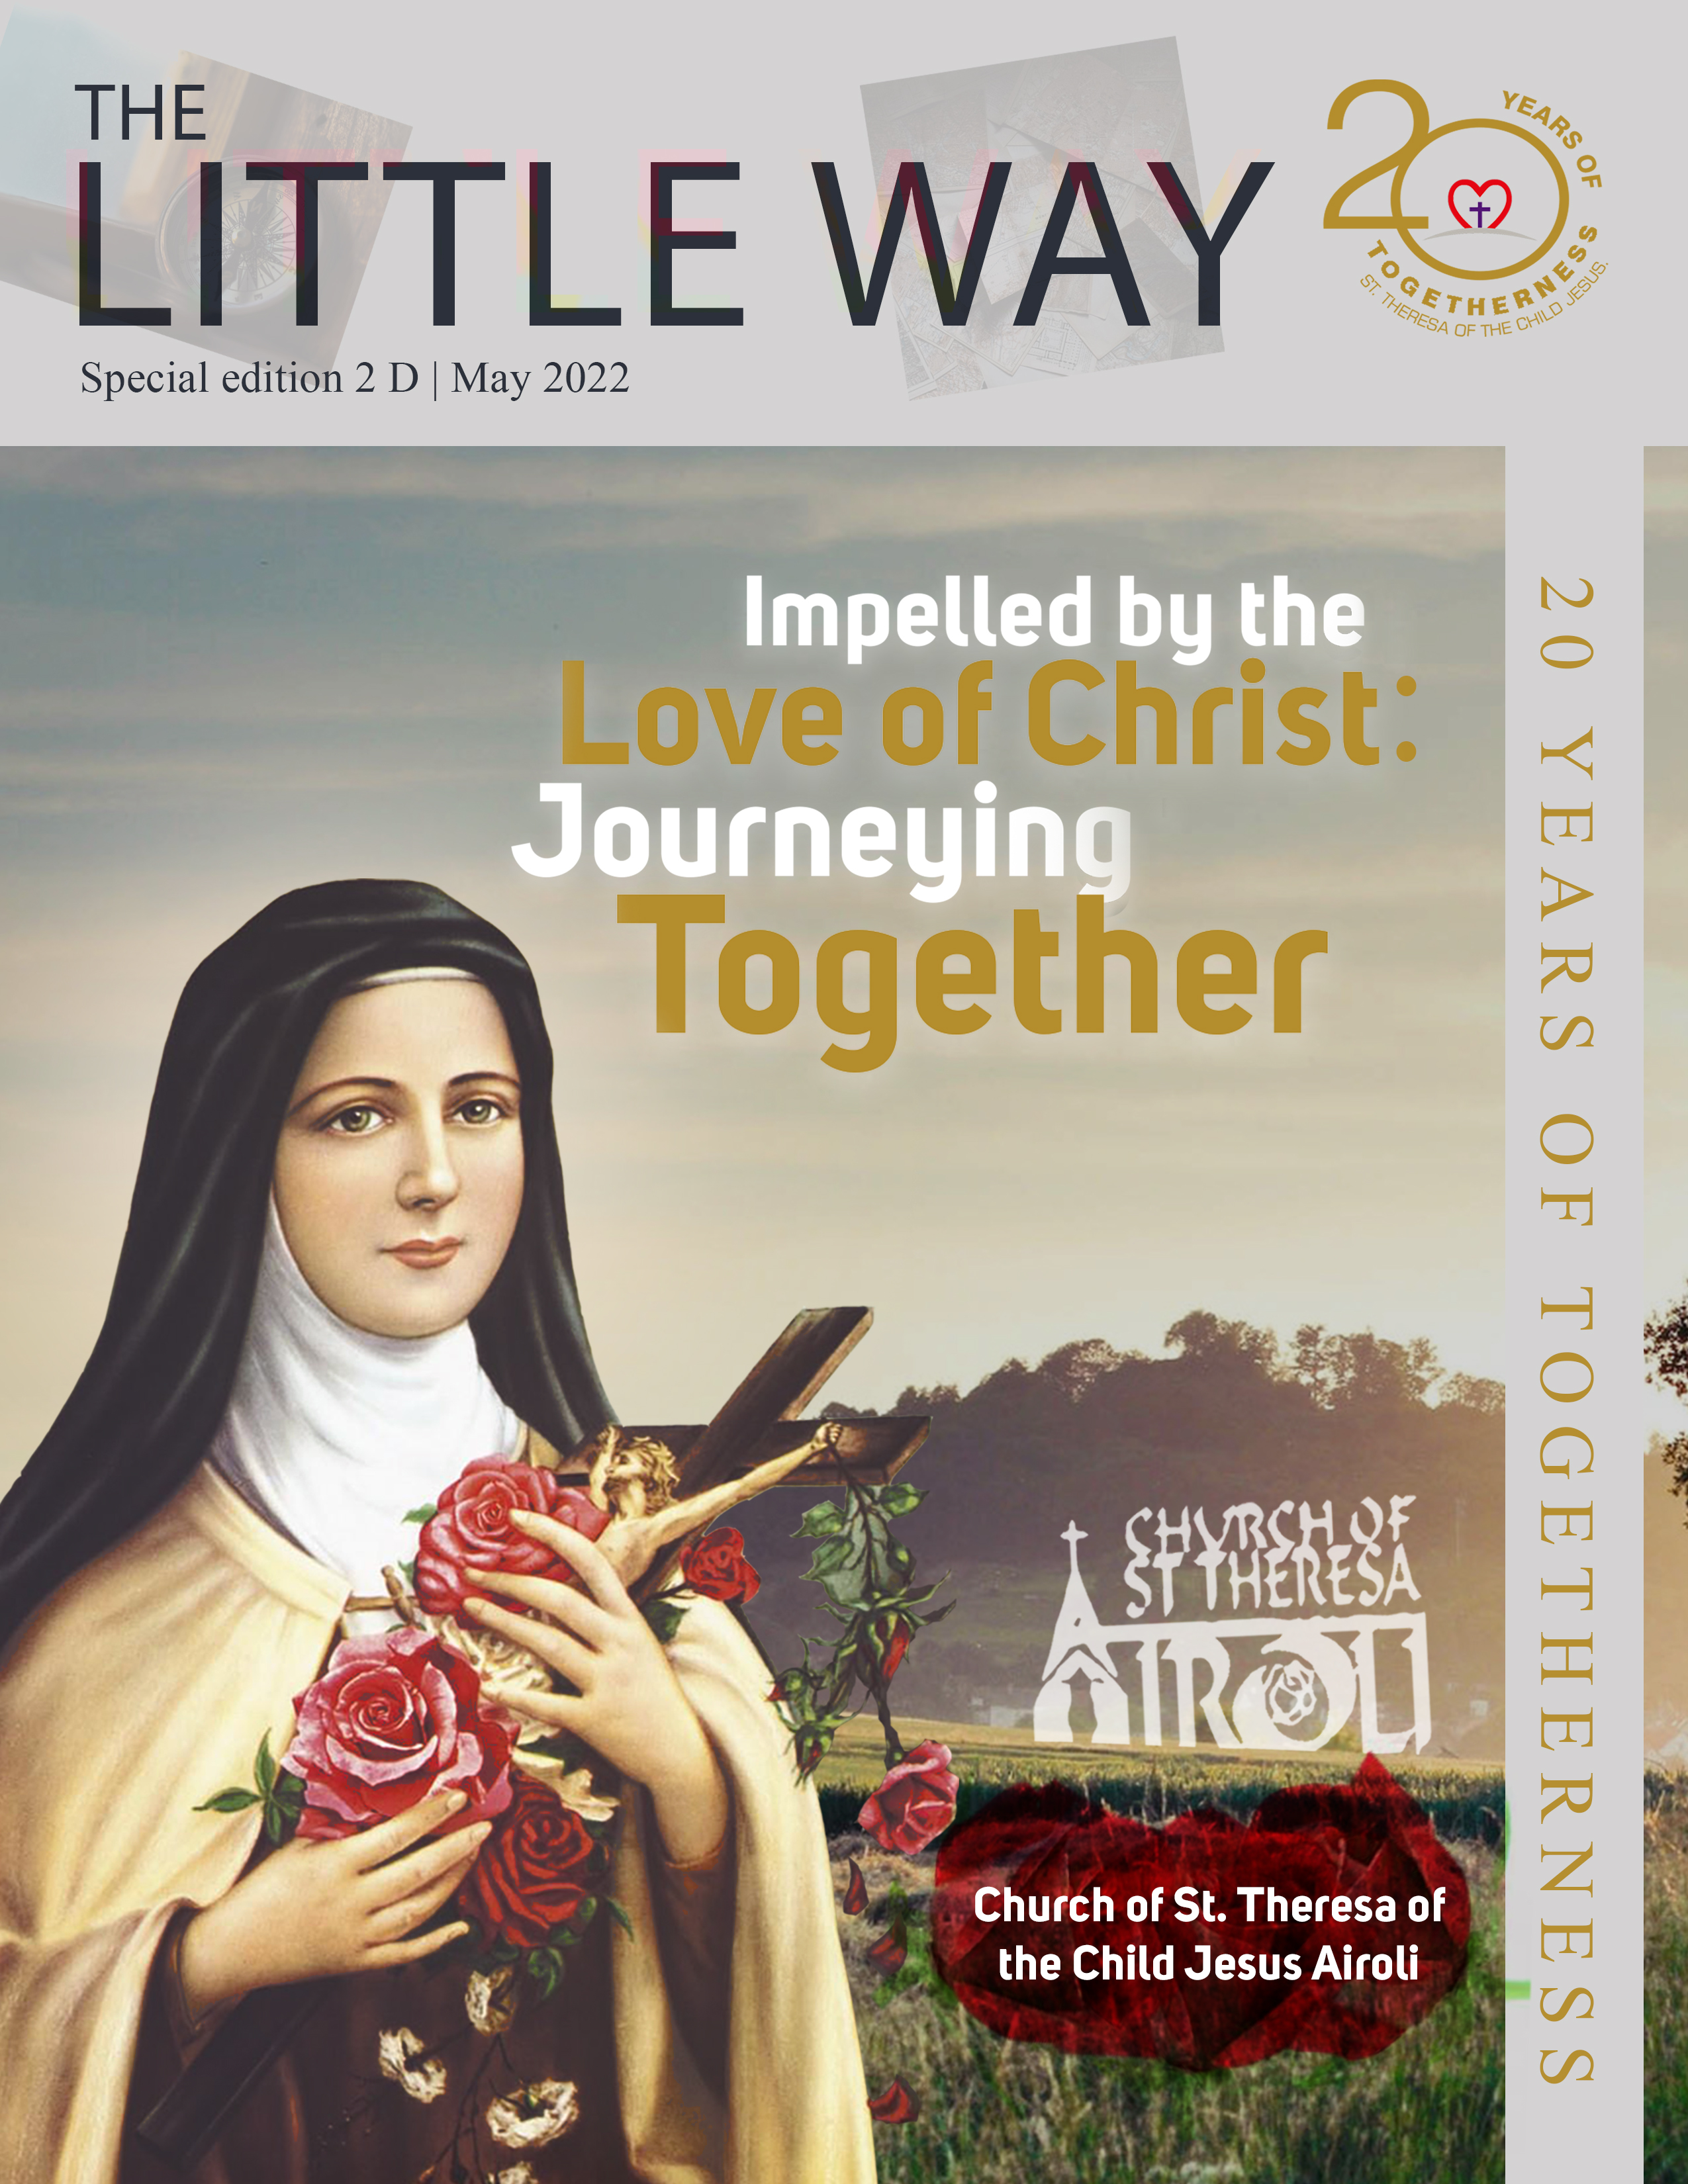 THE
LITTLE WAY
Special edition 2 D | May 2022
20
YEARS OF
TOGETHERNESS
ST. THERESA OF THE CHILD JESUS.
Impelled by the
Love of Christ:
Journeying
Together
20 YEARS OF TOGETHERNESS
CHVRCH OF
ST THERESA
AIROLI
Church of St. Theresa of
the Child Jesus Airoli